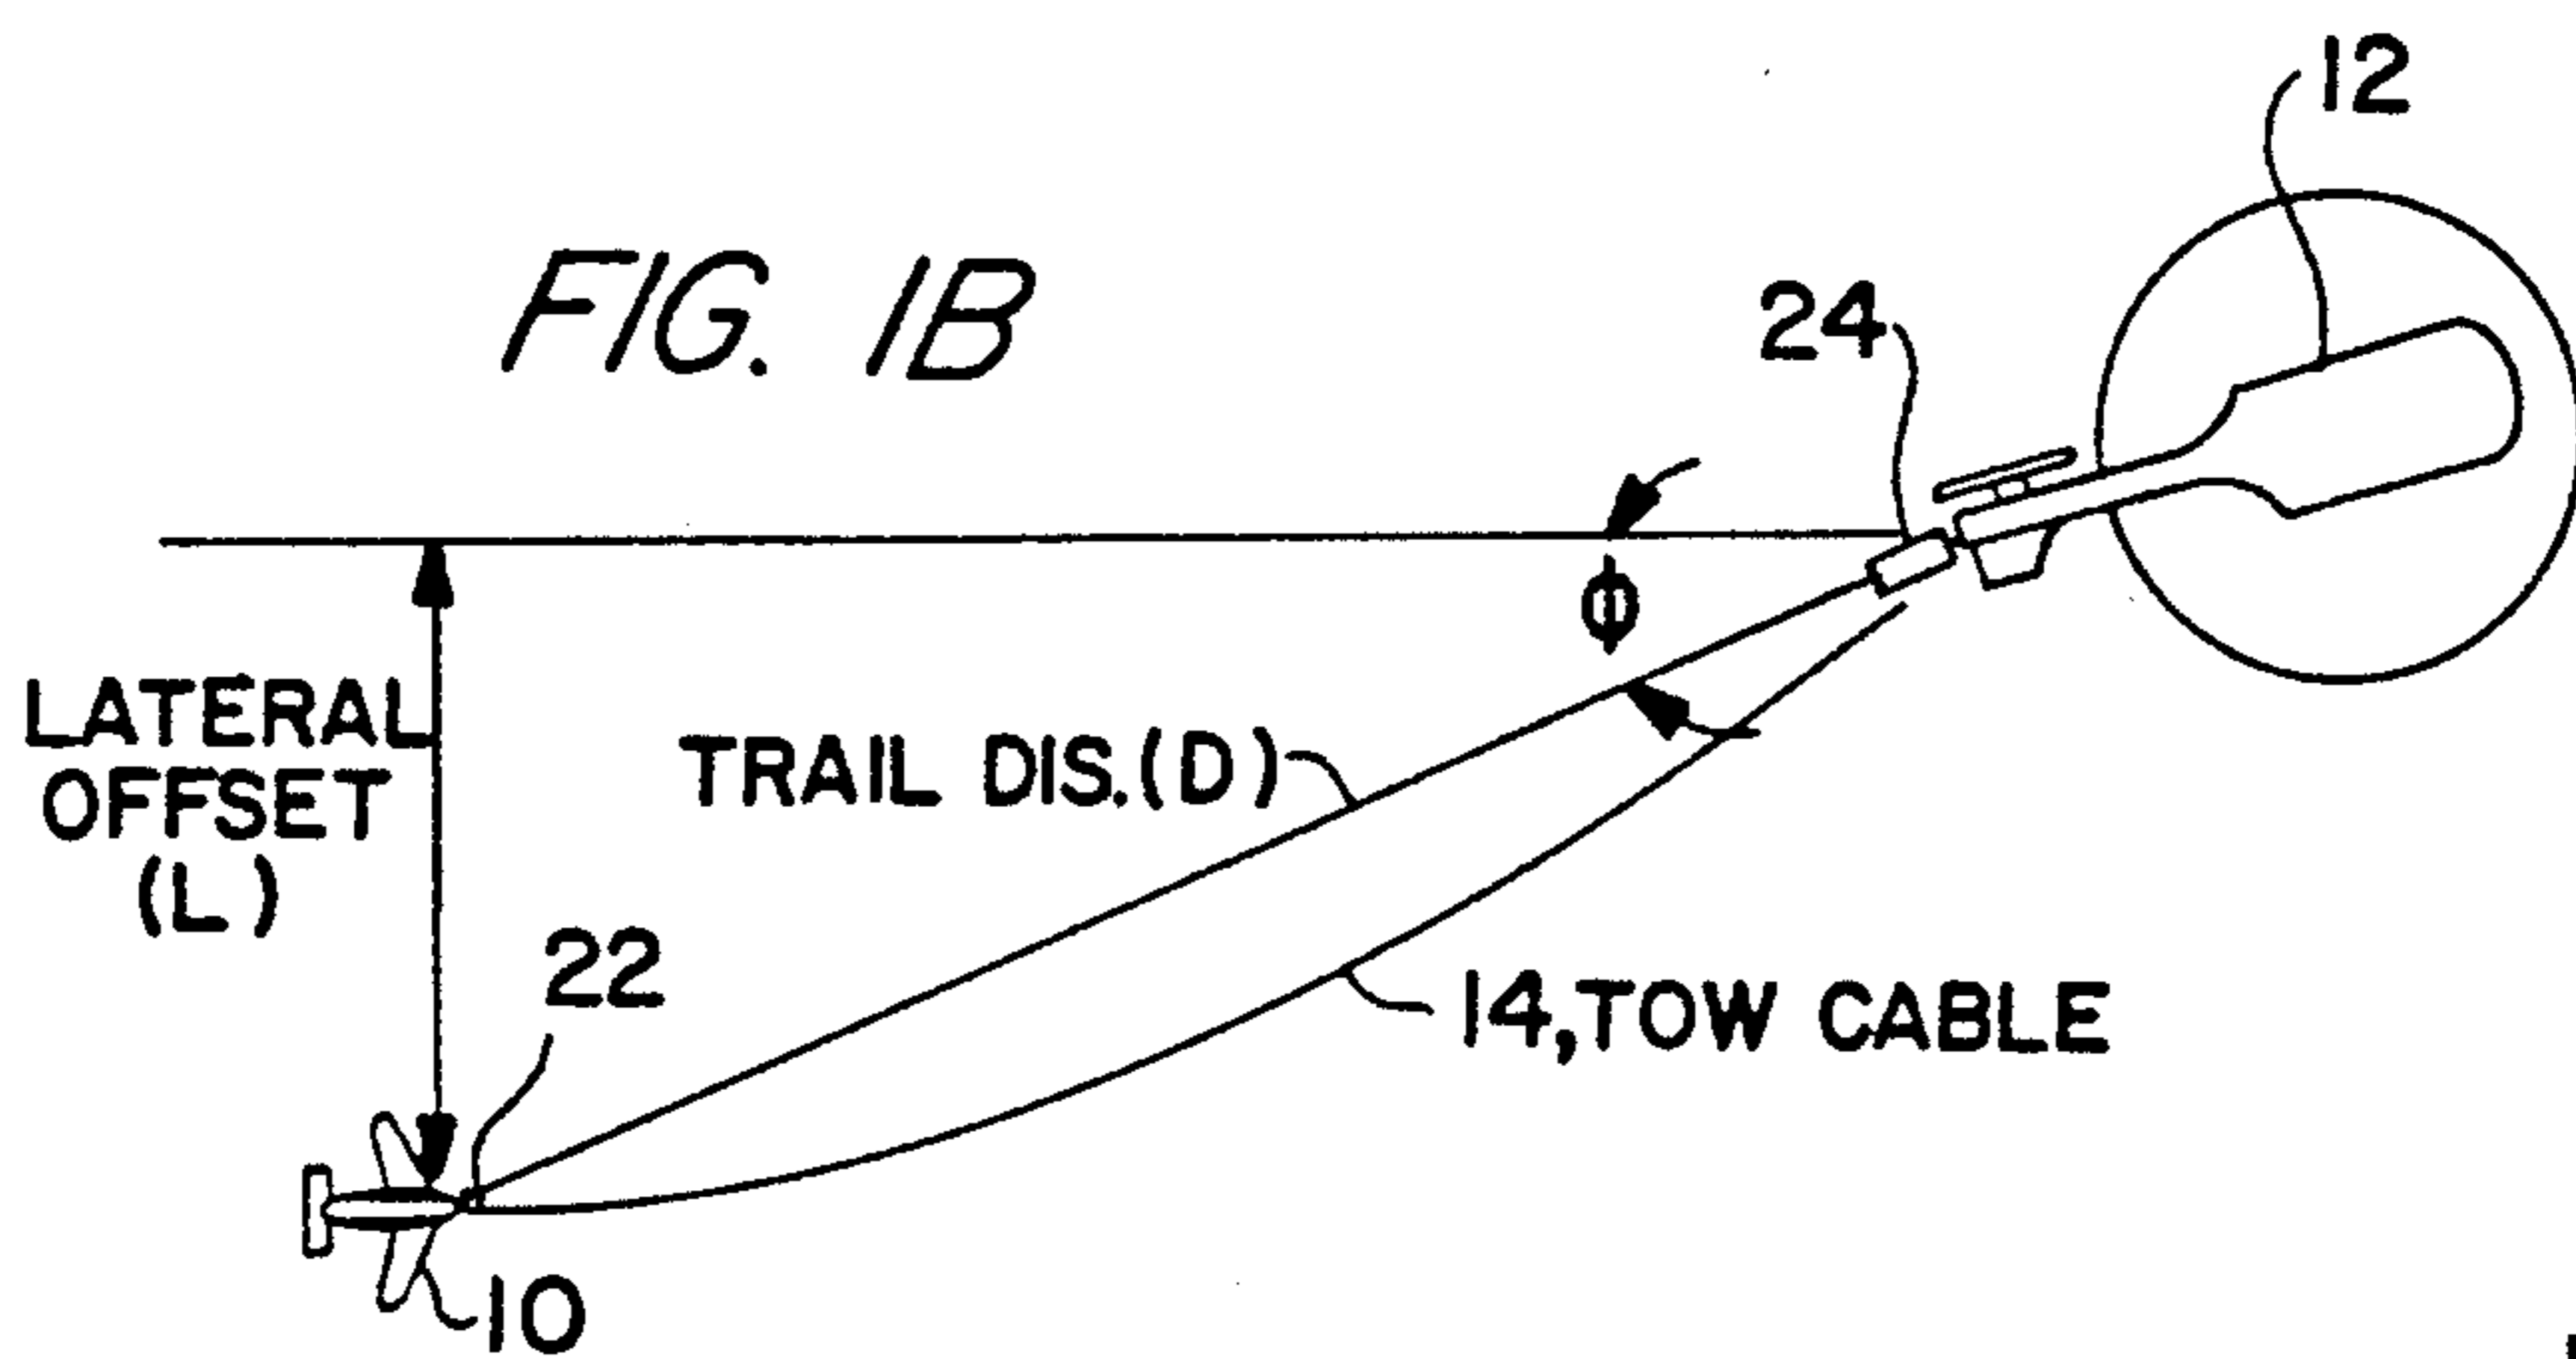 12
FIG. 1B
24
ϕ
LATERAL
OFFSET
(L)
TRAIL DIS.(D)
22
14,TOW CABLE
10